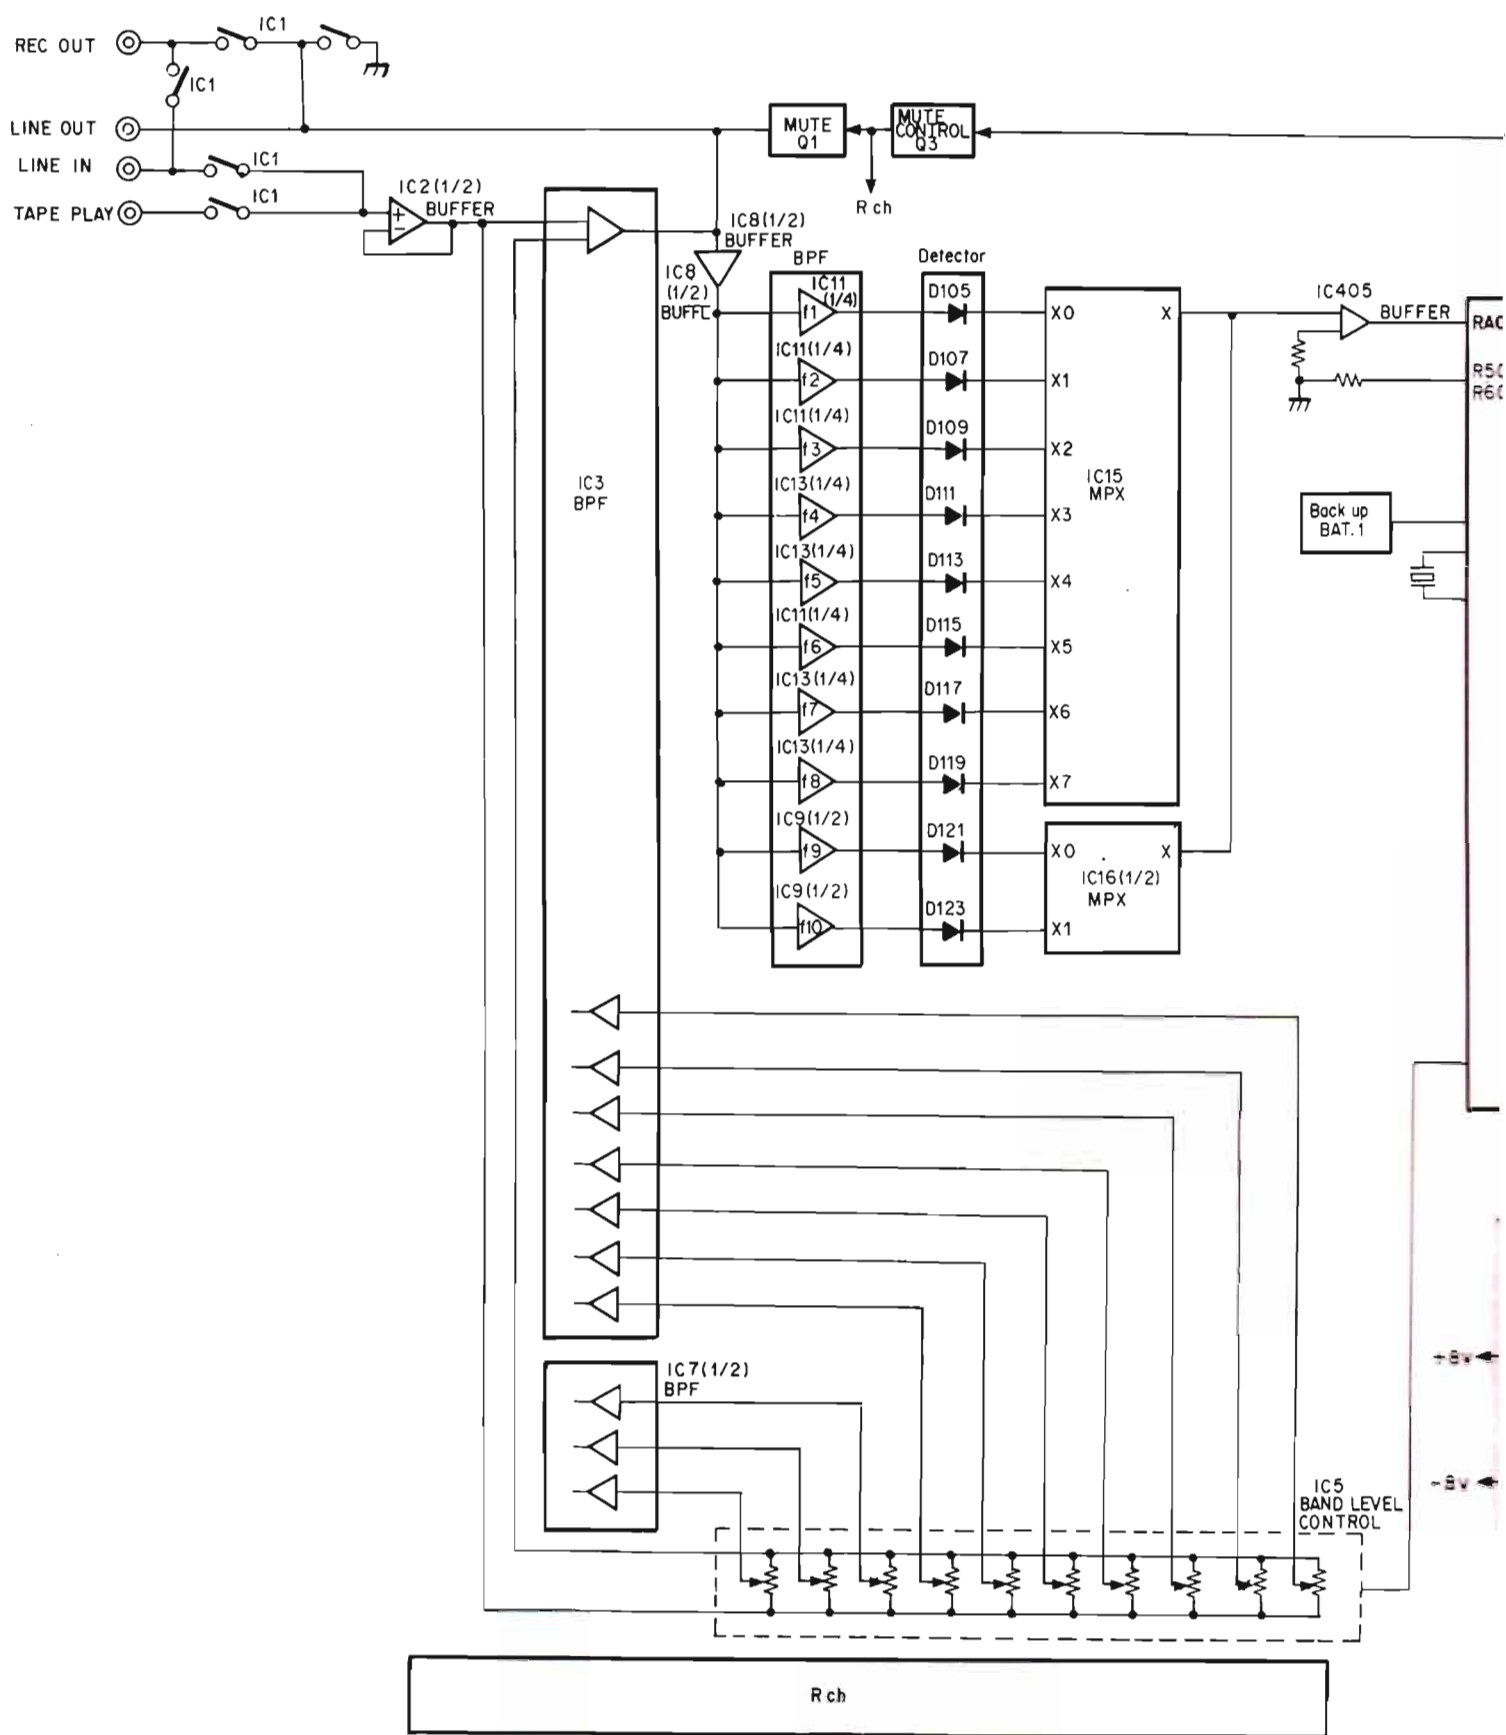 IC1
REC OUT
IC1
LINE OUT
MUTE
Q1
MUTE
CONTROL
Q3
LINE IN
IC1
IC1
TAPE PLAY
IC2(1/2)
BUFFER
+
−
R ch
IC8(1/2)
BUFFER
IC8
(1/2)
BPF
Detector
IC3
BPF
IC11
(1/4)
f1
D105
X0
X
IC11(1/4)
f2
D107
X1
IC11(1/4)
f3
D109
X2
IC13(1/4)
f4
D111
X3
IC13(1/4)
f5
D113
X4
IC11(1/4)
f6
D115
X5
IC13(1/4)
f7
D117
X6
IC13(1/4)
f8
D119
X7
IC15
MPX
IC9(1/2)
f9
D121
X0
X
IC9(1/2)
f10
D123
X1
IC16(1/2)
MPX
IC405
BUFFER
Back up
BAT.1
IC7(1/2)
BPF
+8V
-8V
IC5
BAND LEVEL
CONTROL
R ch